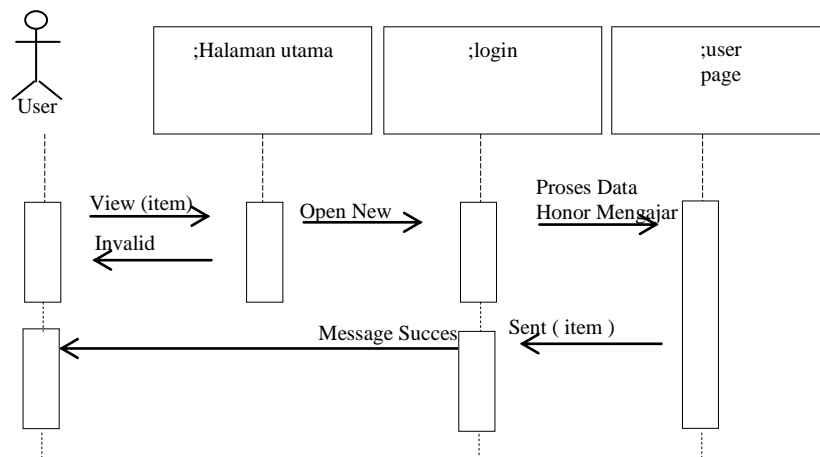 User
;Halaman utama
;login
;user
page
View (item)
Open New
Proses Data
Honor Mengajar
Invalid
Message Succes
Sent ( item )